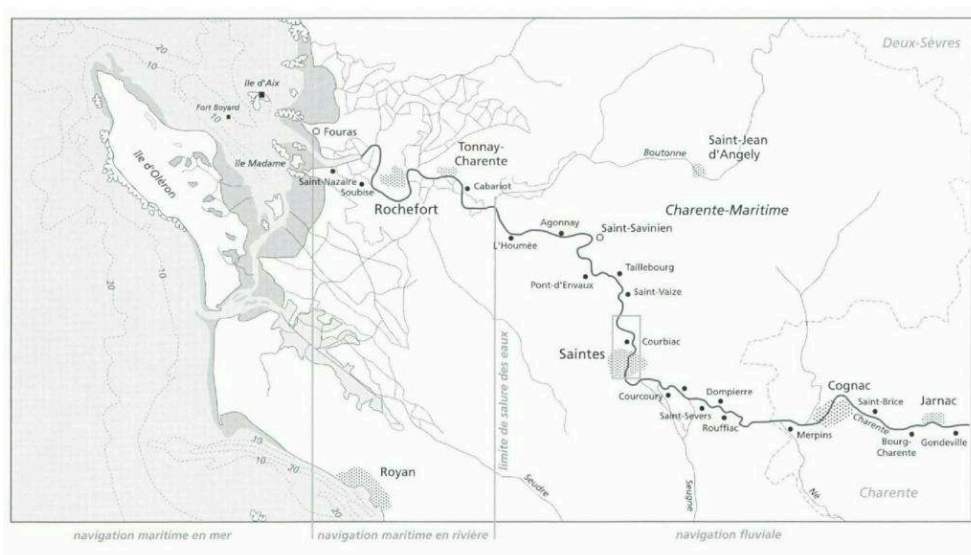 Deux-Sèvres
20
10
Ile d'Aix
Fort Boyard
10
Fouras
Ile d'Oléron
Ile Madame
Saint-Nazaire
Soubise
Rochefort
Tonnay-
Charente
Cabariot
Boutonne
Saint-Jean
d'Angely
Charente-Maritime
Agonnay
Saint-Savinien
L'Houmée
Taillebourg
Pont-d'Envaux
Saint-Vaize
10
20
Courbiac
Saintes
limite de salure des eaux
Courcoury
Dompierre
Saint-Severs
Rouffiac
Cognac
Saint-Brice
Jarnac
Charente
Merpins
Bourg-
Charente
Gondeville
10
10
20
20
Royan
Seudre
Seugne
Né
Charente
navigation maritime en mer
navigation maritime en rivière
navigation fluviale